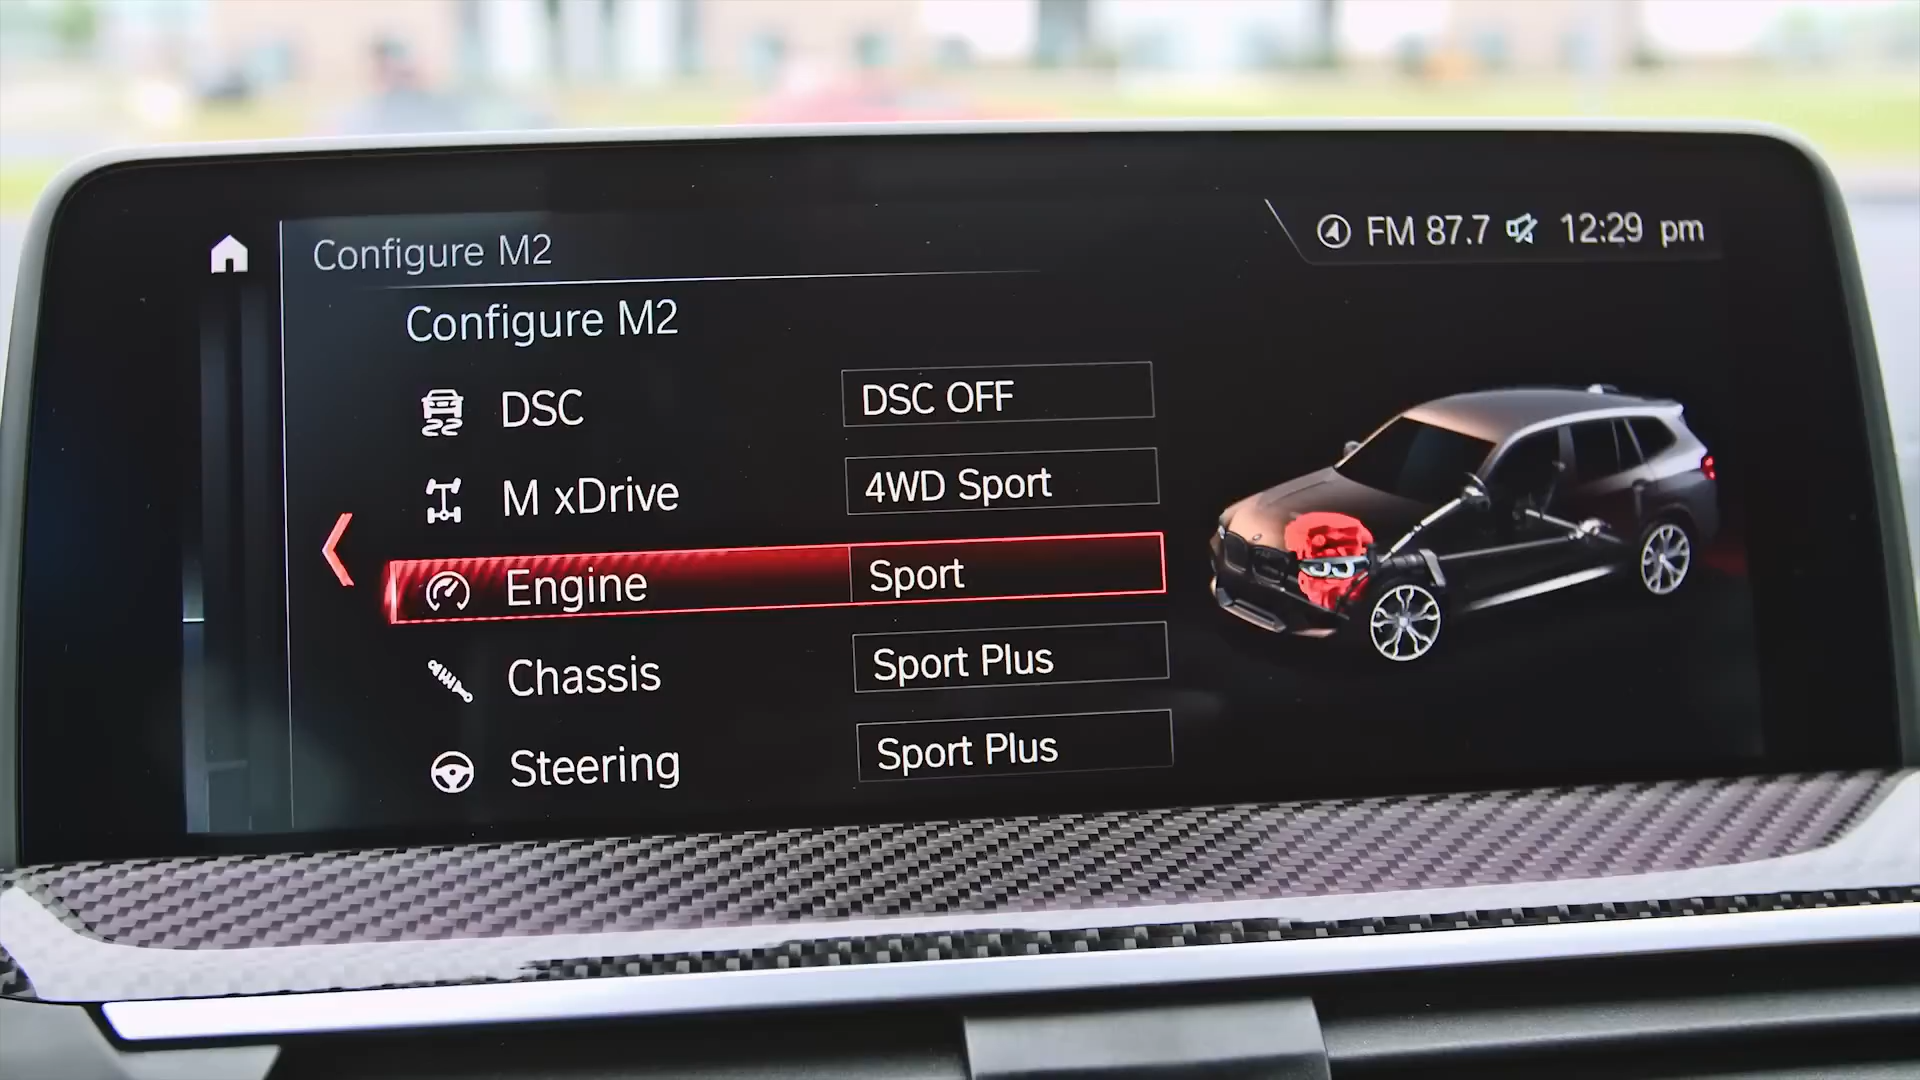 Configure M2
FM 87.7 12:29 pm
Configure M2
DSC DSC OFF
M xDrive 4WD Sport
Engine Sport
Chassis Sport Plus
Steering Sport Plus